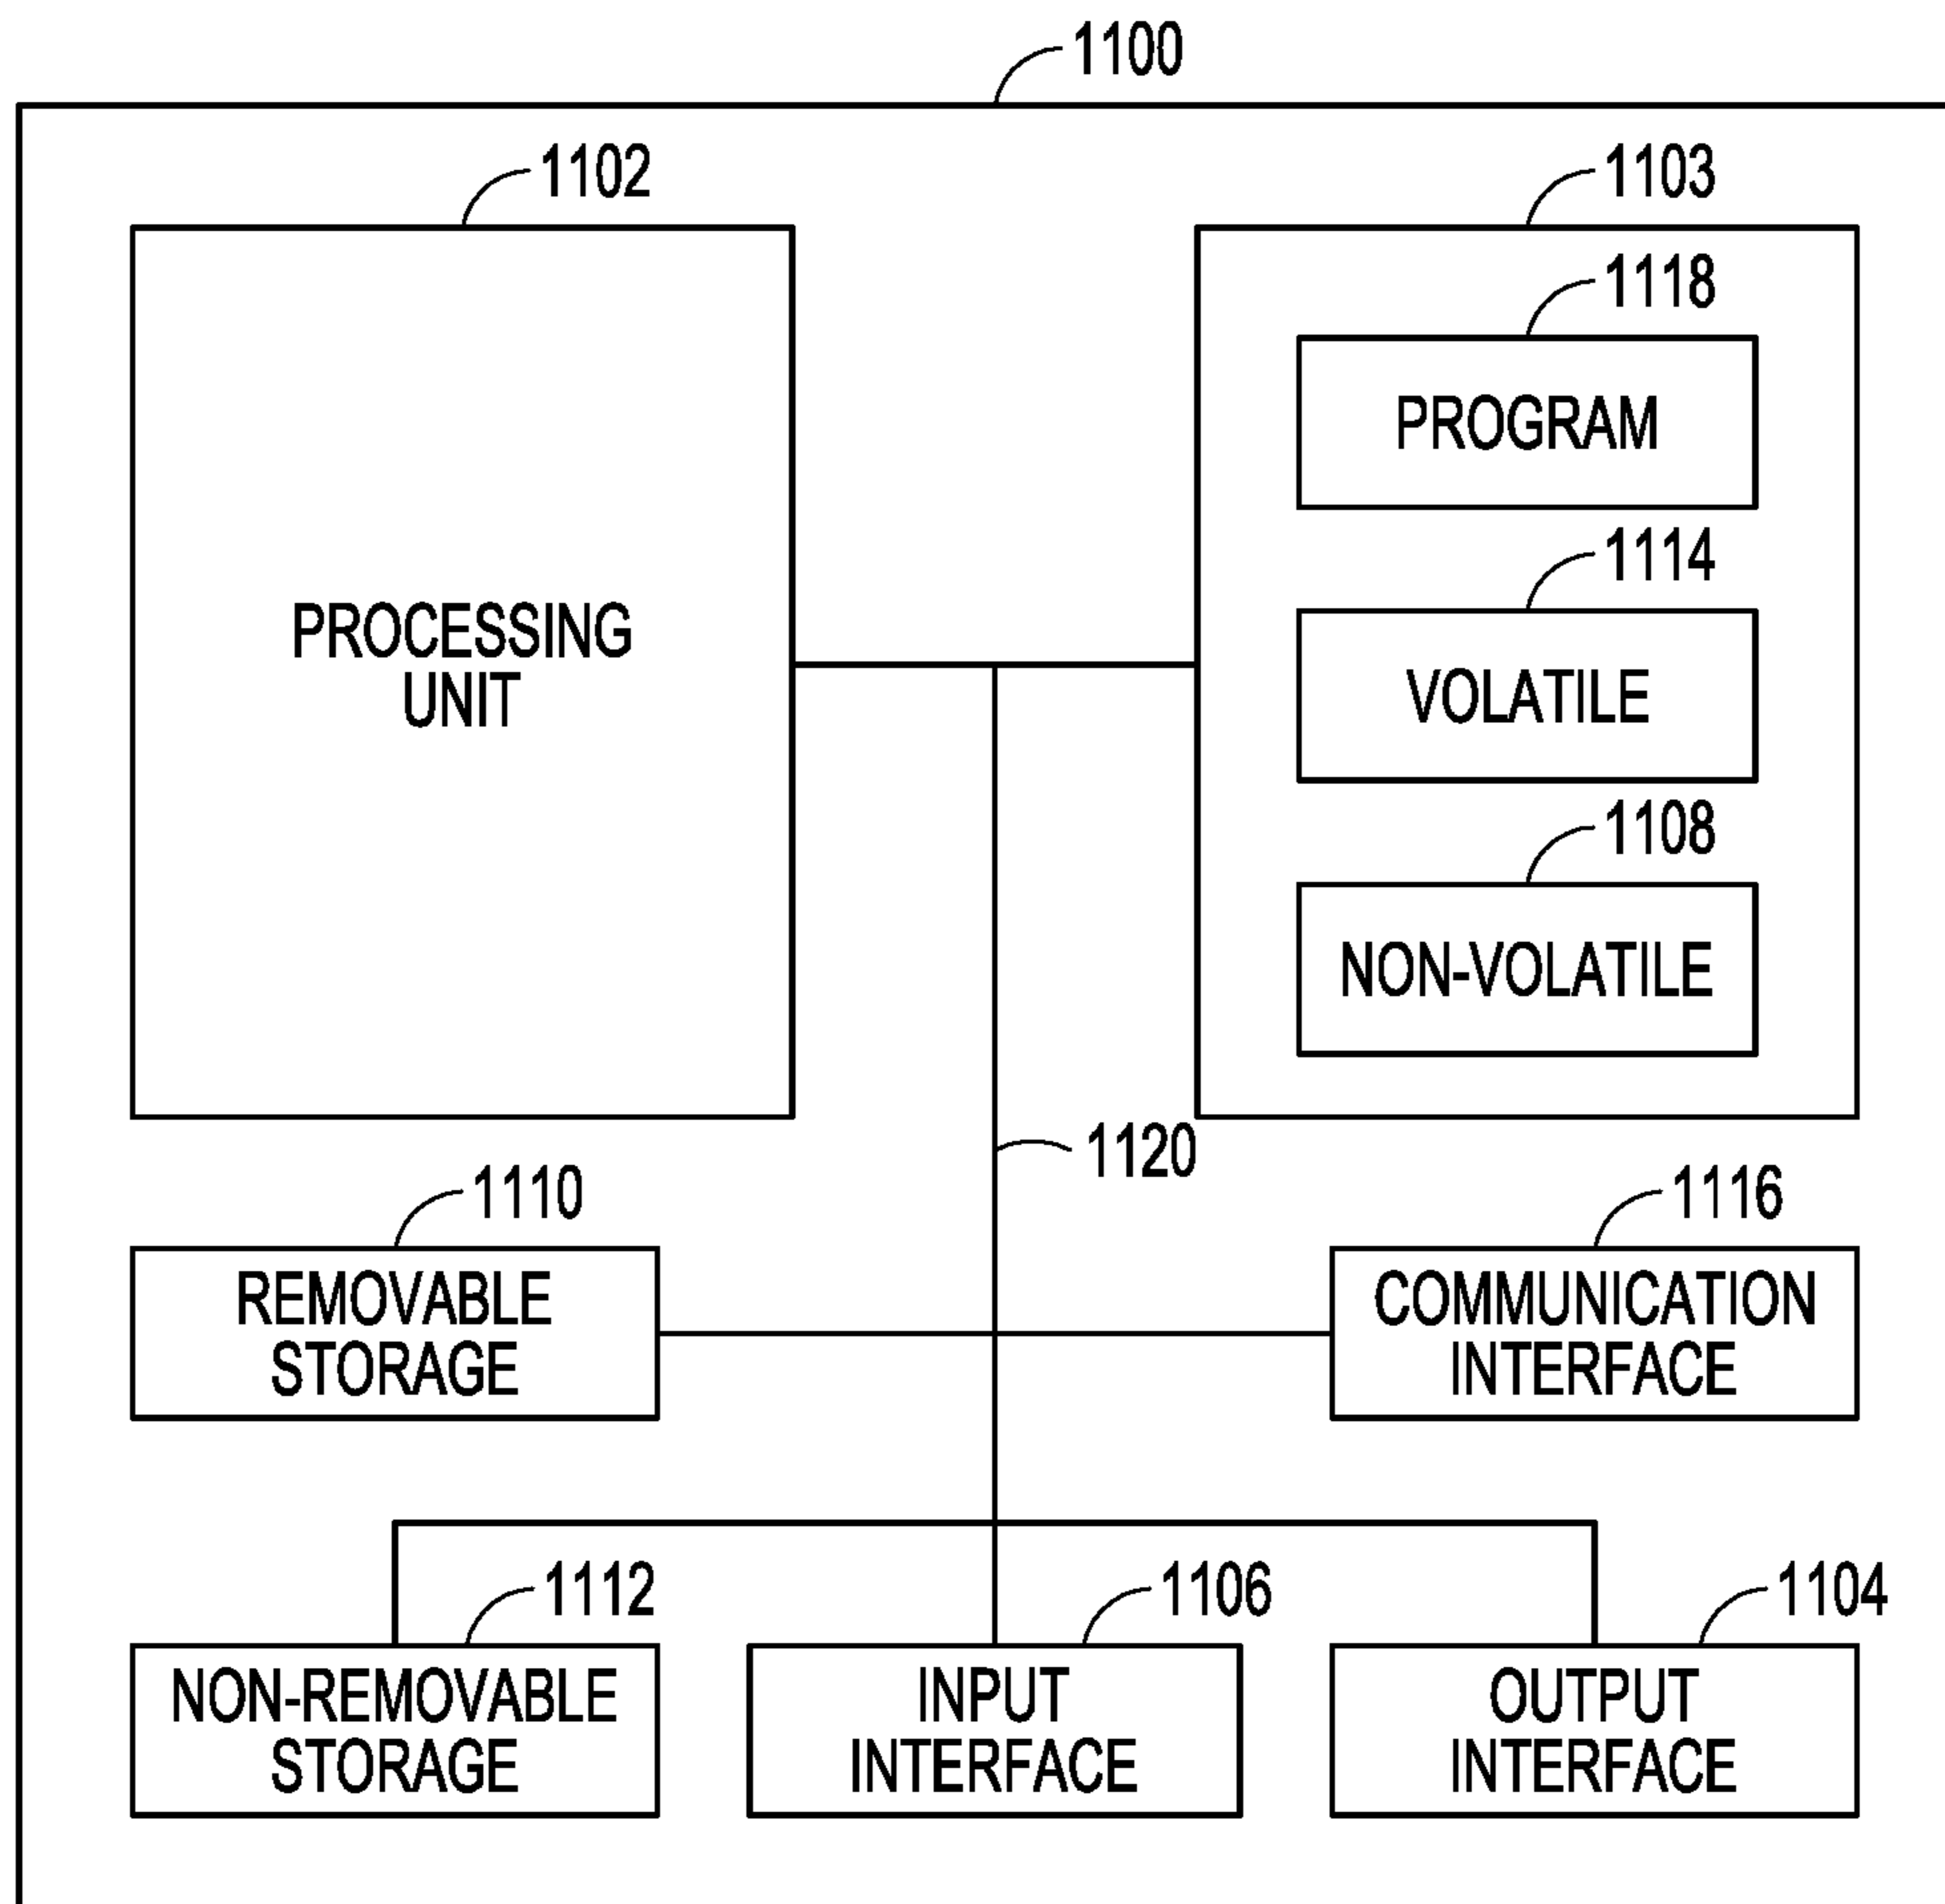 1100
1102
1103
1118
PROGRAM
1114
VOLATILE
PROCESSING
UNIT
1108
NON-VOLATILE
1120
1110
1116
REMOVABLE
STORAGE
COMMUNICATION
INTERFACE
1112
1106
1104
NON-REMOVABLE
STORAGE
INPUT
INTERFACE
OUTPUT
INTERFACE